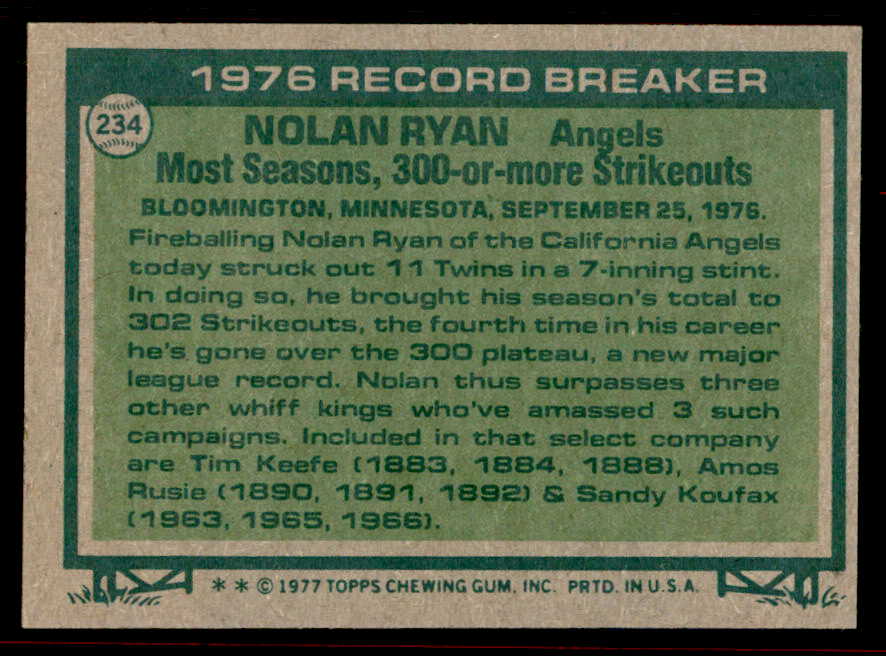 1976 RECORD BREAKER
234
NOLAN RYAN Angels
Most Seasons, 300-or-more Strikeouts
BLOOMINGTON, MINNESOTA, SEPTEMBER 25, 1976.
Fireballing Nolan Ryan of the California Angels
today struck out 11 Twins in a 7-inning stint.
In doing so, he brought his season's total to
302 Strikeouts, the fourth time in his career
he's gone over the 300 plateau, a new major
league record. Nolan thus surpasses three
other whiff kings who've amassed 3 such
campaigns. Included in that select company
are Tim Keefe (1883, 1884, 1888), Amos
Rusie (1890, 1891, 1892) & Sandy Koufax
(1963, 1965, 1966).
** © 1977 TOPPS CHEWING GUM, INC. PRTD. IN U.S.A.